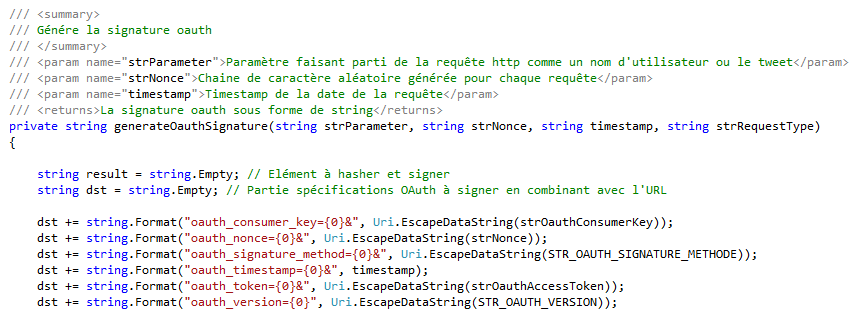 /// <summary>
/// Génére la signature oauth
/// </summary>
/// <param name="strParameter">Paramètre faisant parti de la requête http comme un nom d'utilisateur ou le tweet</param>
/// <param name="strNonce">Chaine de caractère aléatoire générée pour chaque requête</param>
/// <param name="timestamp">Timestamp de la date de la requête</param>
/// <returns>La signature oauth sous forme de string</returns>
private string generateOauthSignature(string strParameter, string strNonce, string timestamp, string strRequestType)
{
string result = string.Empty; // Elément à hasher et signer
string dst = string.Empty; // Partie spécifications OAuth à signer en combinant avec l'URL
dst += string.Format("oauth_consumer_key={0}&", Uri.EscapeDataString(strOauthConsumerKey));
dst += string.Format("oauth_nonce={0}&", Uri.EscapeDataString(strNonce));
dst += string.Format("oauth_signature_method={0}&", Uri.EscapeDataString(STR_OAUTH_SIGNATURE_METHODE));
dst += string.Format("oauth_timestamp={0}&", timestamp);
dst += string.Format("oauth_token={0}&", Uri.EscapeDataString(strOauthAccessToken));
dst += string.Format("oauth_version={0}", Uri.EscapeDataString(STR_OAUTH_VERSION));